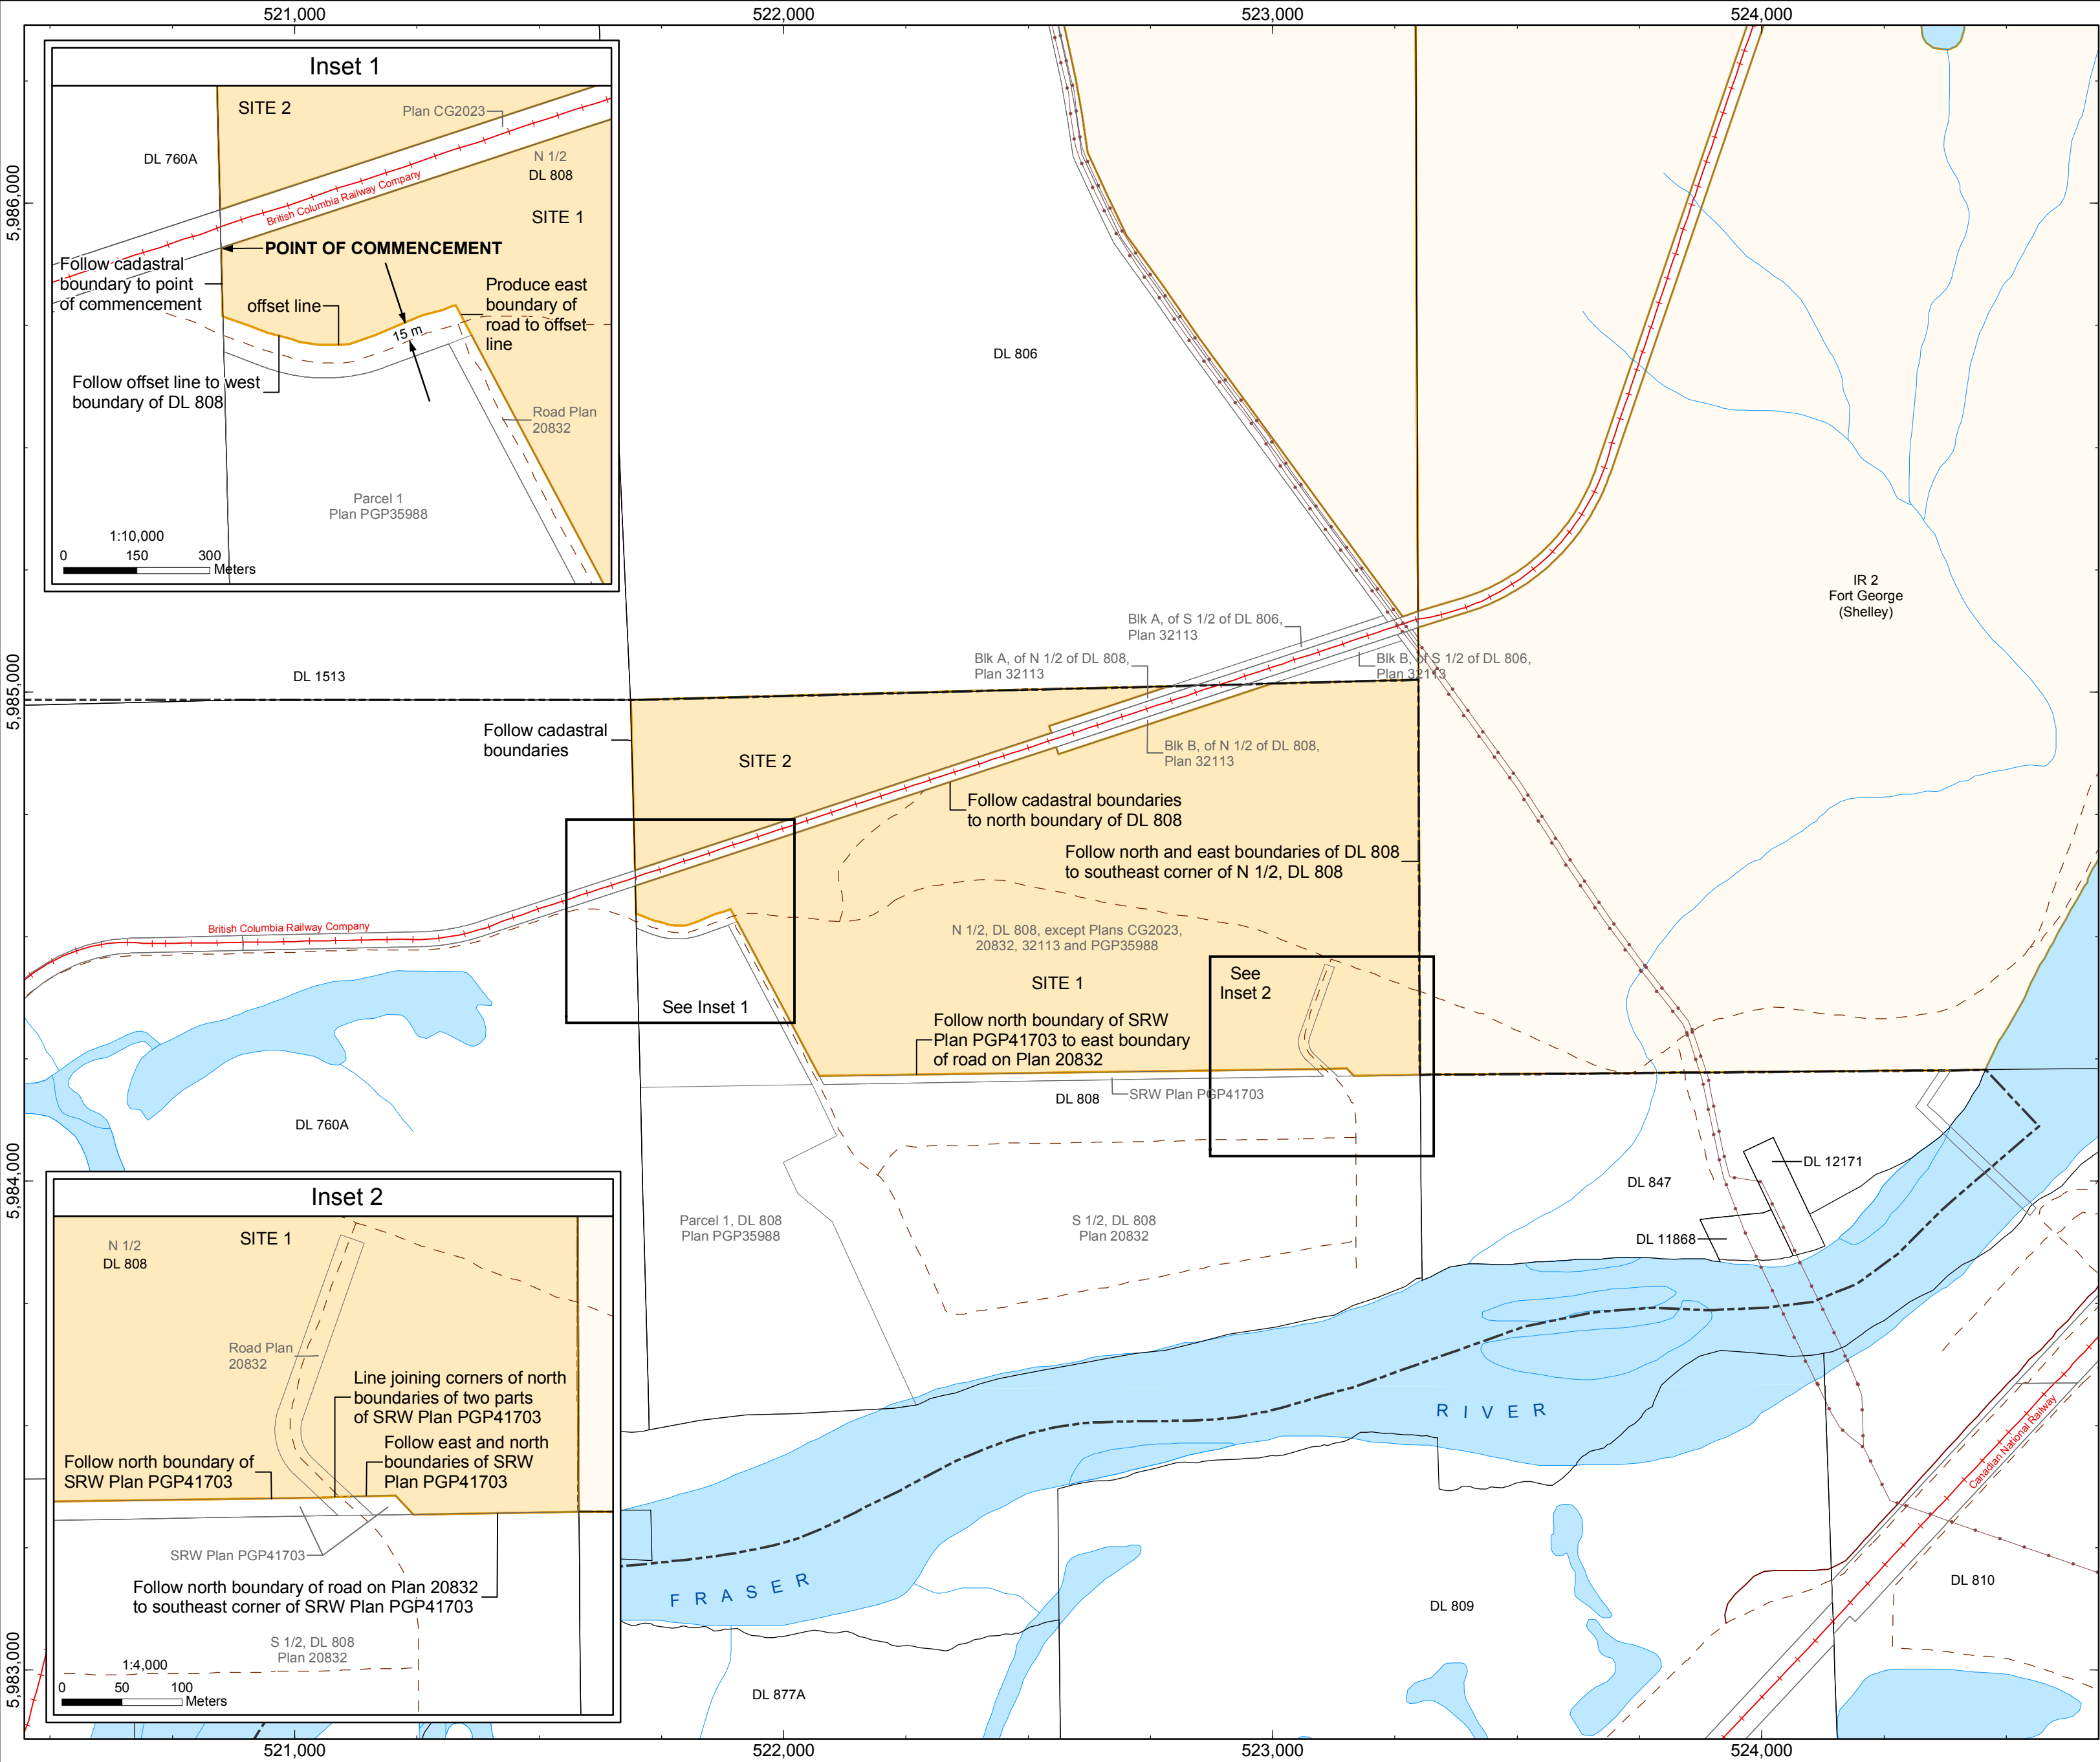 521,000
522,000
523,000
524,000
Inset 1
SITE 2
Plan CG2023
DL 760A
N 1/2
DL 808
British Columbia Railway Company
SITE 1
POINT OF COMMENCEMENT
Follow cadastral
boundary to point
of commencement
offset line
Produce east
boundary of
road to offset
line
15 m
Follow offset line to west
boundary of DL 808
Road Plan
20832
Parcel 1
Plan PGP35988
1:10,000
0
150
300
Meters
5,986,000
5,985,000
5,984,000
5,983,000
DL 806
IR 2
Fort George
(Shelley)
Blk A, of S 1/2 of DL 806,
Plan 32113
Blk A, of N 1/2 of DL 808,
Plan 32113
Blk B, of S 1/2 of DL 806,
Plan 32113
DL 1513
Follow cadastral
boundaries
SITE 2
Blk B, of N 1/2 of DL 808,
Plan 32113
Follow cadastral boundaries
to north boundary of DL 808
Follow north and east boundaries of DL 808
to southeast corner of N 1/2, DL 808
British Columbia Railway Company
N 1/2, DL 808, except Plans CG2023,
20832, 32113 and PGP35988
SITE 1
See
Inset 2
See Inset 1
Follow north boundary of SRW
Plan PGP41703 to east boundary
of road on Plan 20832
SRW Plan PGP41703
DL 808
DL 760A
DL 12171
DL 847
DL 11868
Parcel 1, DL 808
Plan PGP35988
S 1/2, DL 808
Plan 20832
Inset 2
N 1/2
DL 808
SITE 1
Road Plan
20832
Line joining corners of north
boundaries of two parts
of SRW Plan PGP41703
Follow east and north
boundaries of SRW
Plan PGP41703
Follow north boundary of
SRW Plan PGP41703
SRW Plan PGP41703
Follow north boundary of road on Plan 20832
to southeast corner of SRW Plan PGP41703
S 1/2, DL 808
Plan 20832
1:4,000
0
50
100
Meters
FRASER
RIVER
Canadian National Railway
DL 810
DL 809
DL 877A
521,000
522,000
523,000
524,000